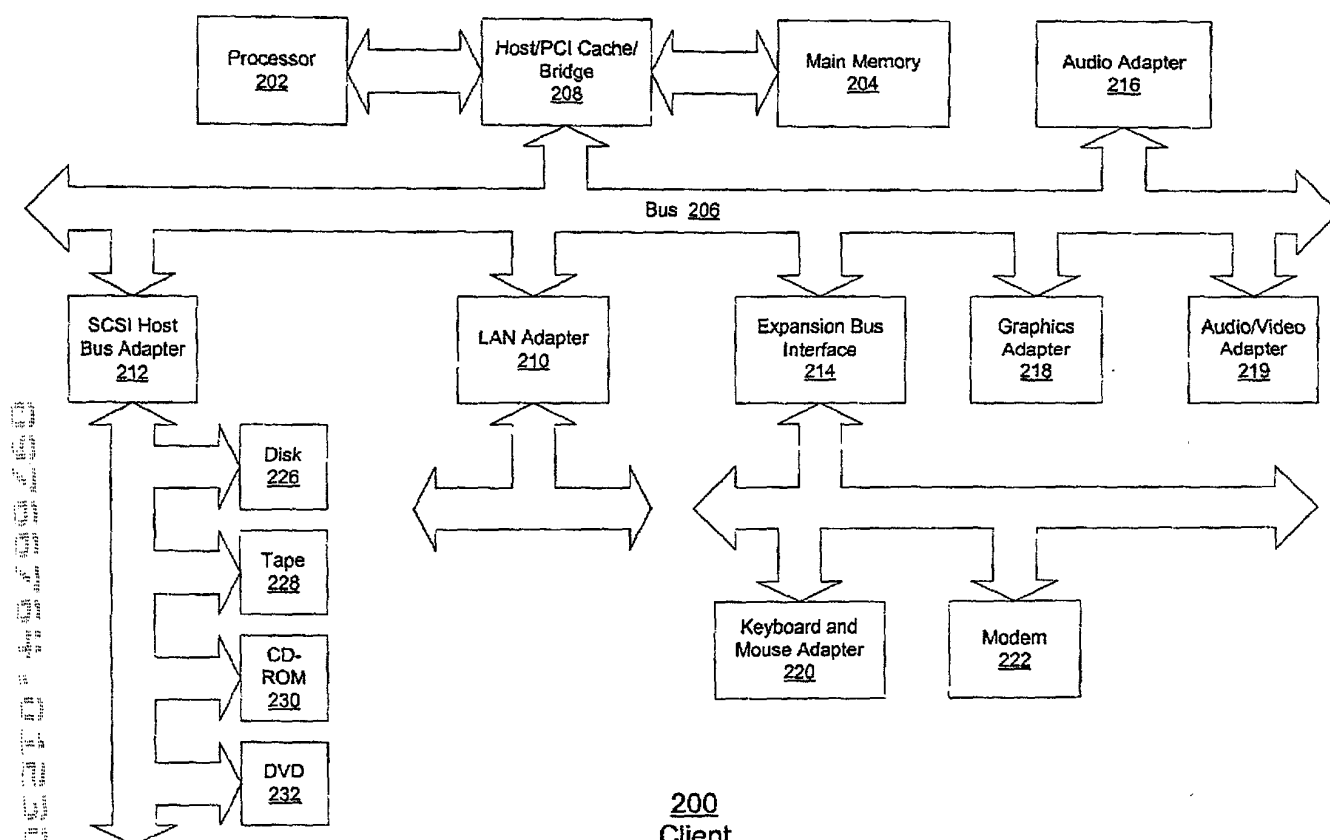 Processor
202
Host/PCI Cache/
Bridge
208
Main Memory
204
Audio Adapter
216
Bus 206
SCSI Host
Bus Adapter
212
LAN Adapter
210
Expansion Bus
Interface
214
Graphics
Adapter
218
Audio/Video
Adapter
219
Disk
226
Tape
228
CD-
ROM
230
DVD
232
Keyboard and
Mouse Adapter
220
Modem
222
200
Client